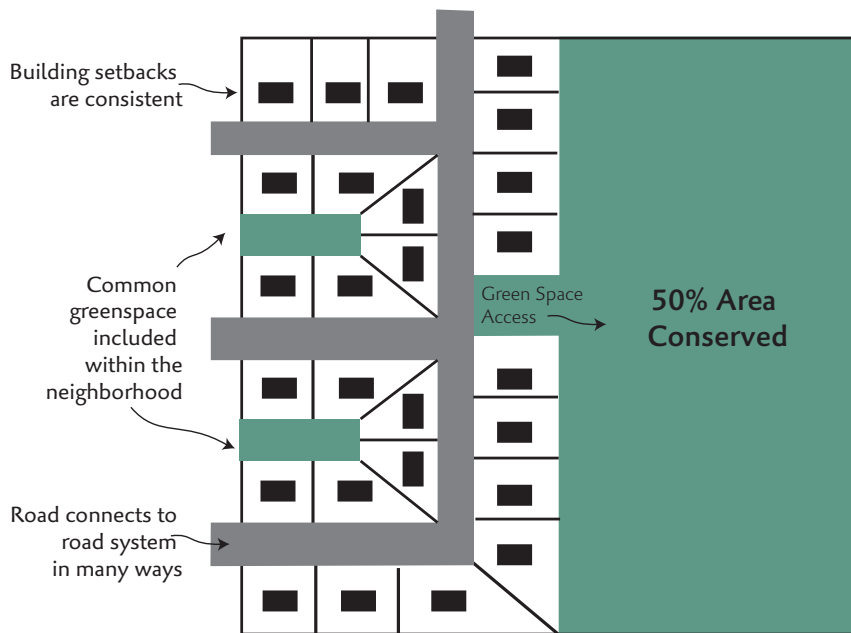 Building setbacks
are consistent
Common
greenspace
included
within the
neighborhood
Road connects to
road system
in many ways
Green Space
Access
50% Area
Conserved